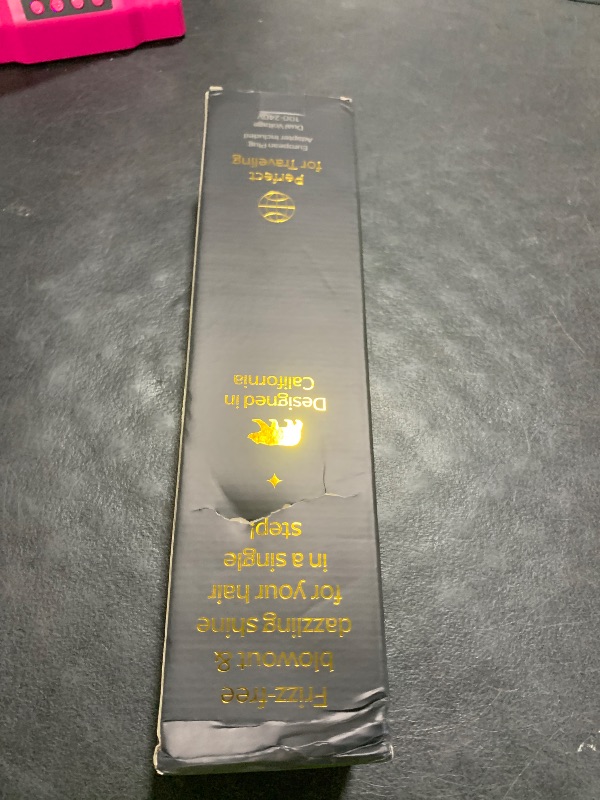 Frizz-free
blowout &
dazzling shine
for your hair
in a single
step!
Designed in
California
Perfect
for Traveling
European Plug
Adapter Included
Dual Voltage
100-240V